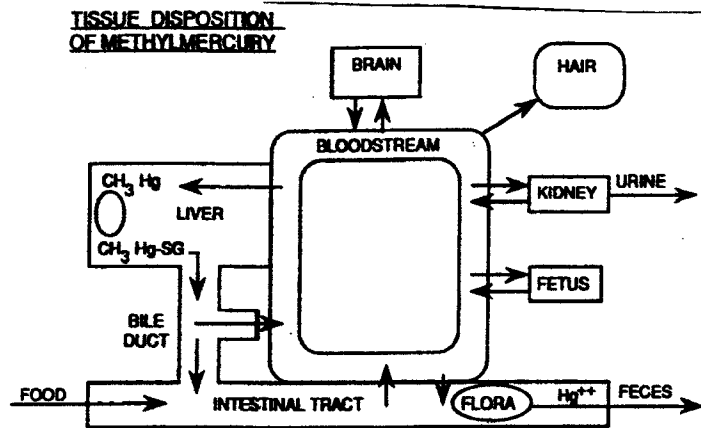 TISSUE DISPOSITION
OF METHYLMERCURY
BRAIN
HAIR
BLOODSTREAM
CH3 Hg
LIVER
CH3 Hg-SG
KIDNEY
URINE
FETUS
BILE
DUCT
FOOD
INTESTINAL TRACT
FLORA
Hg++
FECES